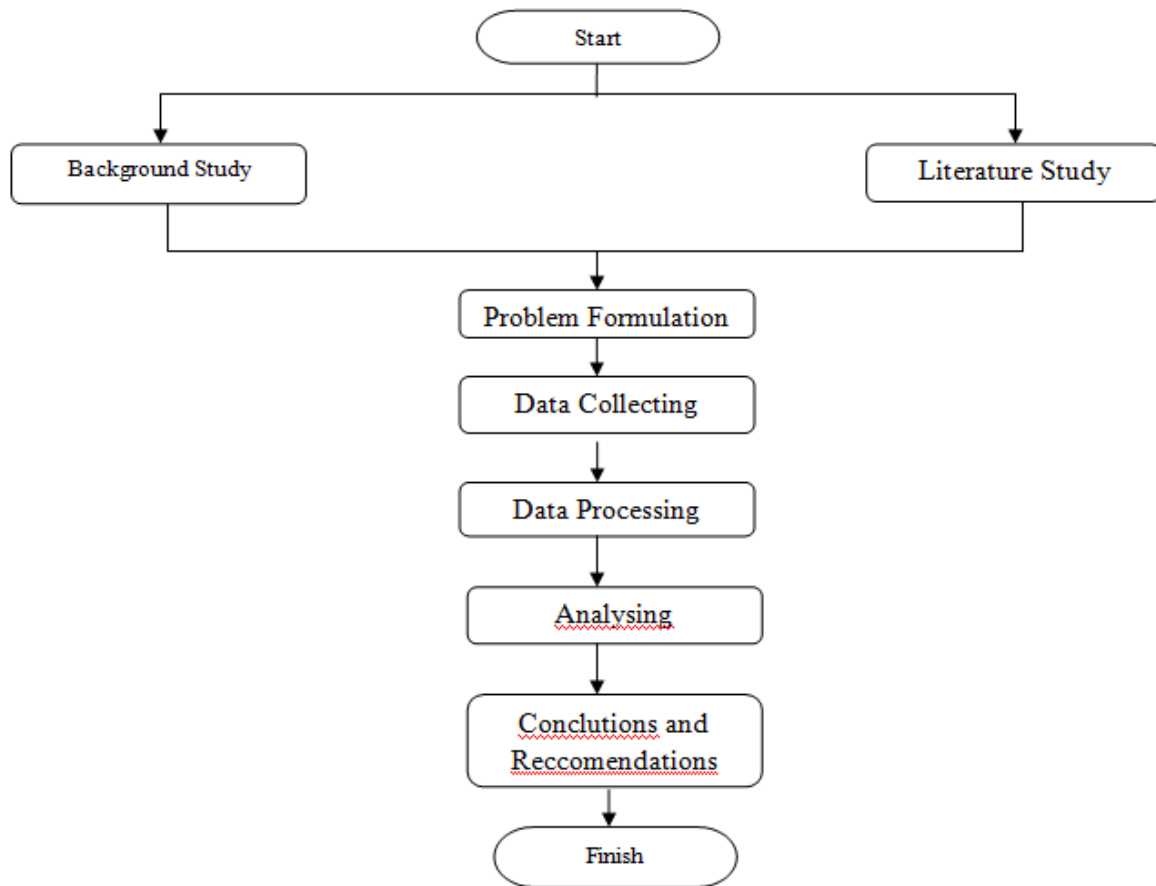 Start
Background Study
Literature Study
Problem Formulation
Data Collecting
Data Processing
Analysing
Conclutions and
Reccomendations
Finish